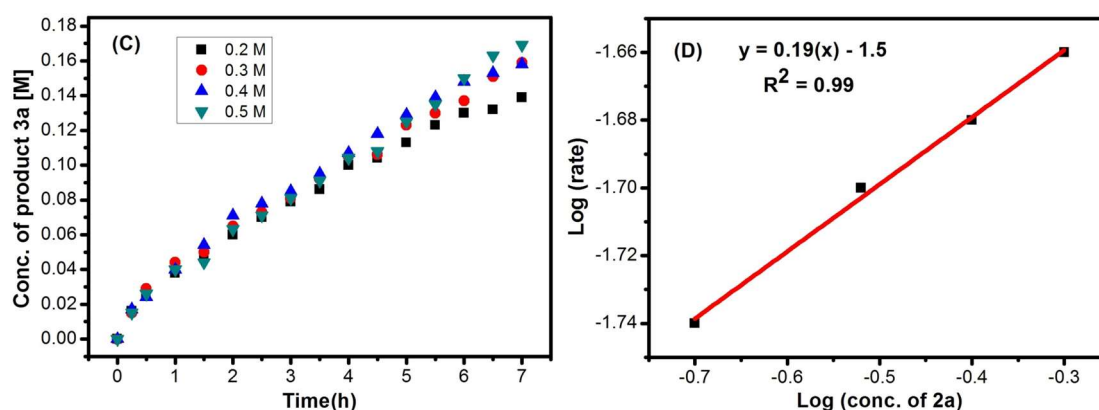 (C)
0.2 M
0.3 M
0.4 M
0.5 M
Conc. of product 3a [M]
0.18
0.16
0.14
0.12
0.10
0.08
0.06
0.04
0.02
0.00
0 1 2 3 4 5 6 7
Time(h)
(D)
y = 0.19(x) - 1.5
R² = 0.99
Log (rate)
-1.66
-1.68
-1.70
-1.72
-1.74
-0.7 -0.6 -0.5 -0.4 -0.3
Log (conc. of 2a)